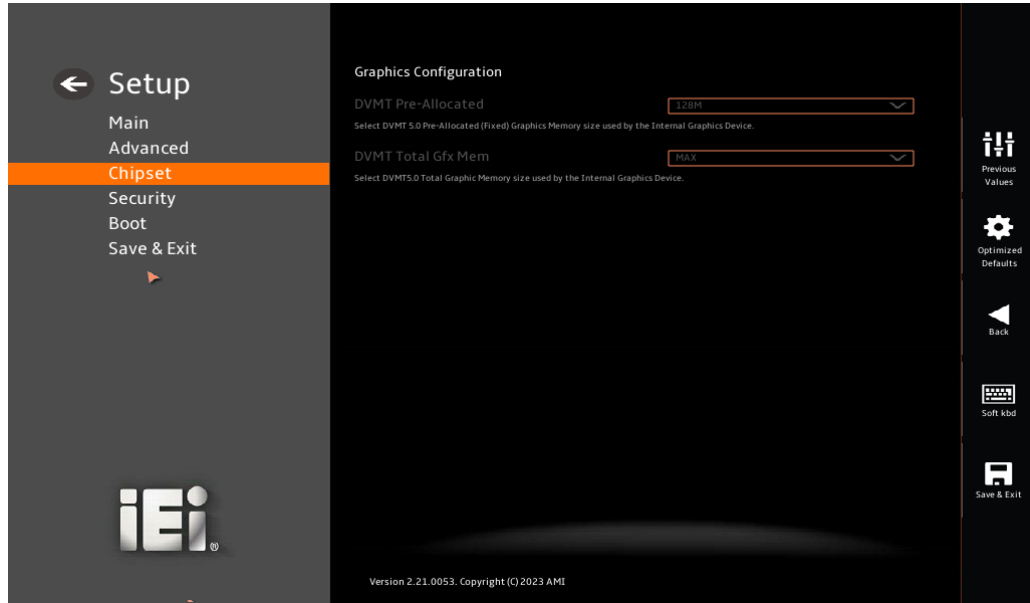 Setup
Main
Advanced
Chipset
Security
Boot
Save & Exit
iEi®
Graphics Configuration
DVMT Pre-Allocated
128M
Select DVMT 5.0 Pre-Allocated (Fixed) Graphics Memory size used by the Internal Graphics Device.
DVMT Total Gfx Mem
MAX
Select DVMT5.0 Total Graphic Memory size used by the Internal Graphics Device.
Version 2.21.0053. Copyright (C) 2023 AMI
Previous
Values
Optimized
Defaults
Back
Soft kbd
Save & Exit